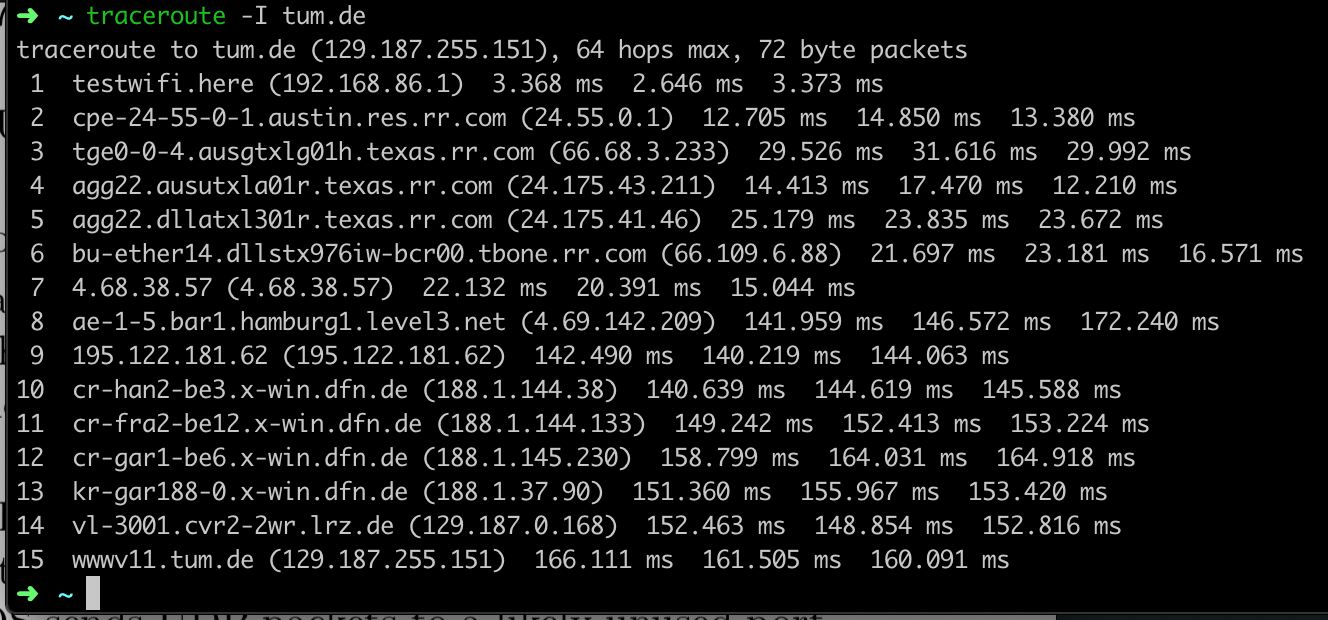 ➜ ~ traceroute -I tum.de
traceroute to tum.de (129.187.255.151), 64 hops max, 72 byte packets
1 testwifi.here (192.168.86.1) 3.368 ms 2.646 ms 3.373 ms
2 cpe-24-55-0-1.austin.res.rr.com (24.55.0.1) 12.705 ms 14.850 ms 13.380 ms
3 tge0-0-4.ausgtxlg01h.texas.rr.com (66.68.3.233) 29.526 ms 31.616 ms 29.992 ms
4 agg22.ausutxla01r.texas.rr.com (24.175.43.211) 14.413 ms 17.470 ms 12.210 ms
5 agg22.dllatxl301r.texas.rr.com (24.175.41.46) 25.179 ms 23.835 ms 23.672 ms
6 bu-ether14.dllstx976iw-bcr00.tbone.rr.com (66.109.6.88) 21.697 ms 23.181 ms 16.571 ms
7 4.68.38.57 (4.68.38.57) 22.132 ms 20.391 ms 15.044 ms
8 ae-1-5.bar1.hamburg1.level3.net (4.69.142.209) 141.959 ms 146.572 ms 172.240 ms
9 195.122.181.62 (195.122.181.62) 142.490 ms 140.219 ms 144.063 ms
10 cr-han2-be3.x-win.dfn.de (188.1.144.38) 140.639 ms 144.619 ms 145.588 ms
11 cr-fra2-be12.x-win.dfn.de (188.1.144.133) 149.242 ms 152.413 ms 153.224 ms
12 cr-gar1-be6.x-win.dfn.de (188.1.145.230) 158.799 ms 164.031 ms 164.918 ms
13 kr-gar188-0.x-win.dfn.de (188.1.37.90) 151.360 ms 155.967 ms 153.420 ms
14 vl-3001.cvr2-2wr.lrz.de (129.187.0.168) 152.463 ms 148.854 ms 152.816 ms
15 wwwv11.tum.de (129.187.255.151) 166.111 ms 161.505 ms 160.091 ms
➜ ~
sends UDP packets to a likely unused port